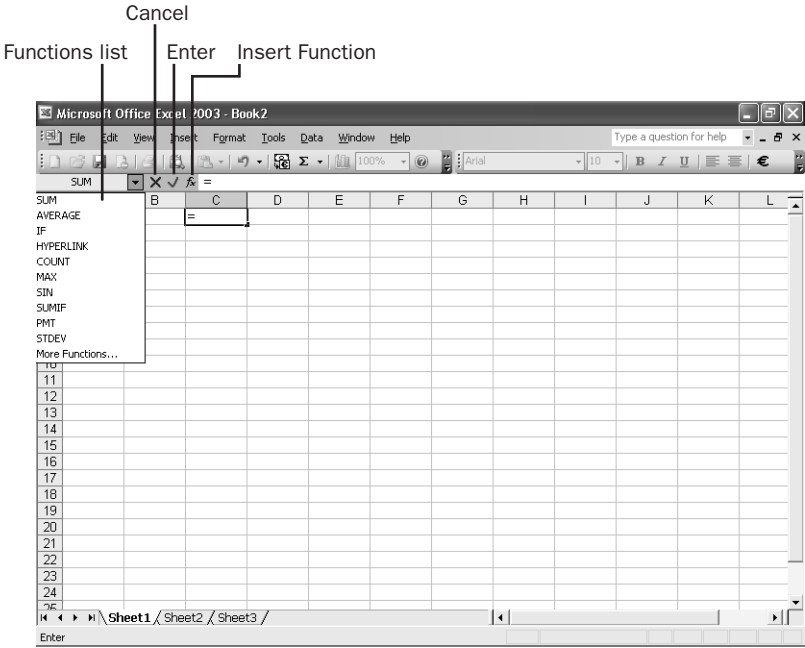 Cancel
Functions list Enter Insert Function
Microsoft Office Excel 2003 - Book2
File Edit View Insert Format Tools Data Window Help Type a question for help
Σ 100% Arial 10 B I U €
SUM fx =
SUM B C D E F G H I J K L
AVERAGE =
IF
HYPERLINK
COUNT
MAX
SIN
SUMIF
PMT
STDEV
More Functions...
10
11
12
13
14
15
16
17
18
19
20
21
22
23
24
25
Sheet1 / Sheet2 / Sheet3 /
Enter